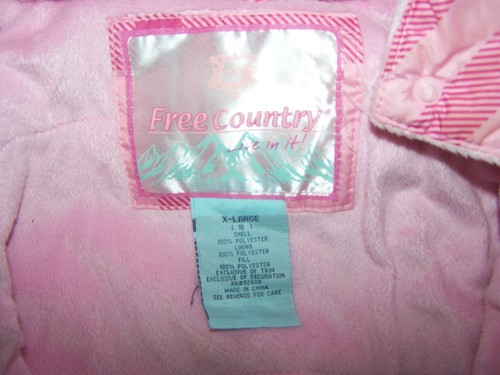 Free Country
Live in it!
X-LARGE
SHELL
100% POLYESTER
LINING
100% POLYESTER
FILL
100% POLYESTER
EXCLUSIVE OF TRIM
EXCLUSIVE OF DECORATION
MADE IN CHINA
SEE REVERSE FOR CARE